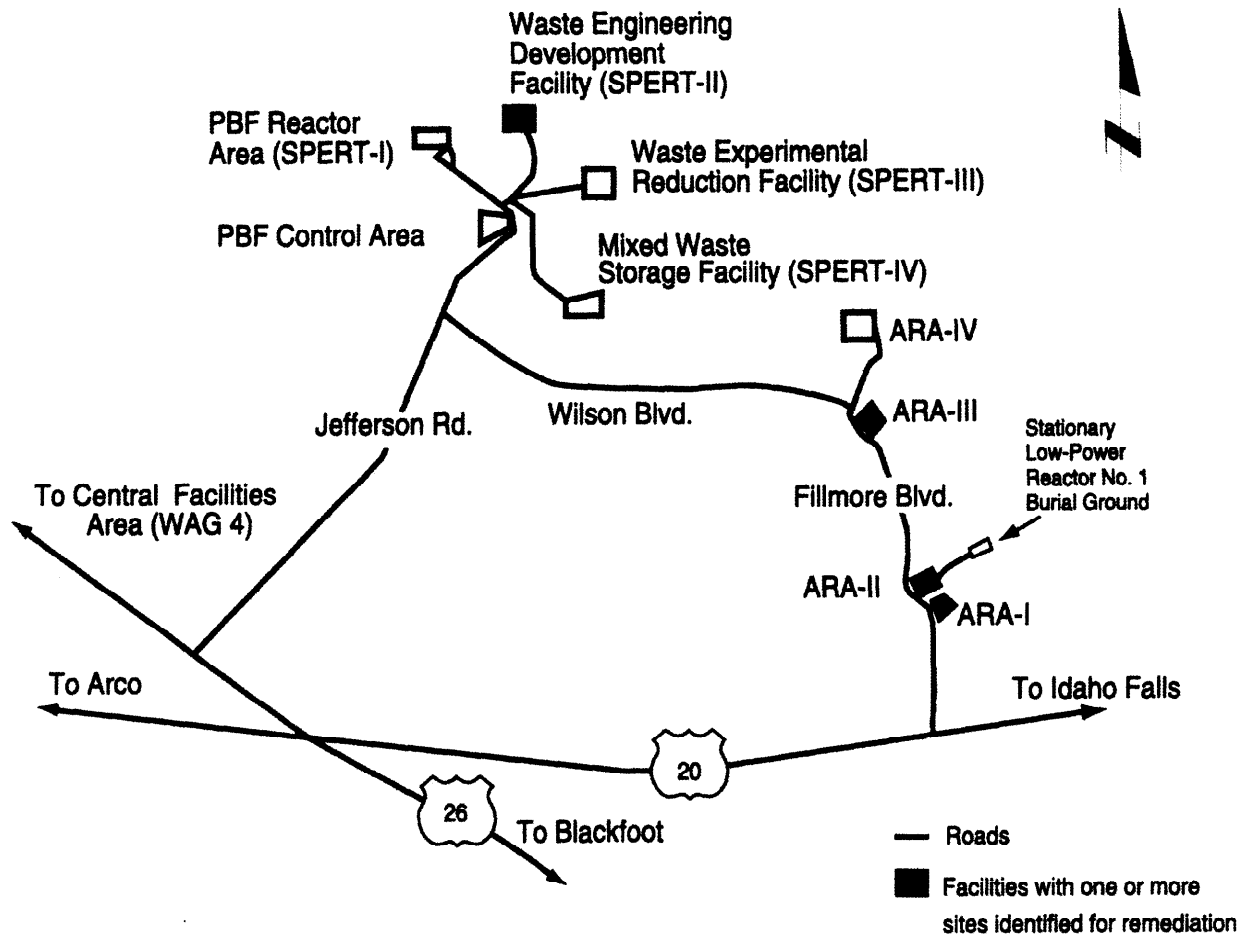 Waste Engineering
Development
Facility (SPERT-II)
PBF Reactor
Area (SPERT-I)
Waste Experimental
Reduction Facility (SPERT-III)
PBF Control Area
Mixed Waste
Storage Facility (SPERT-IV)
ARA-IV
Jefferson Rd.
Wilson Blvd.
ARA-III
Stationary
Low-Power
Reactor No. 1
Burial Ground
To Central Facilities
Area (WAG 4)
Fillmore Blvd.
ARA-II
ARA-I
To Arco
To Idaho Falls
20
26
To Blackfoot
Roads
Facilities with one or more
sites identified for remediation